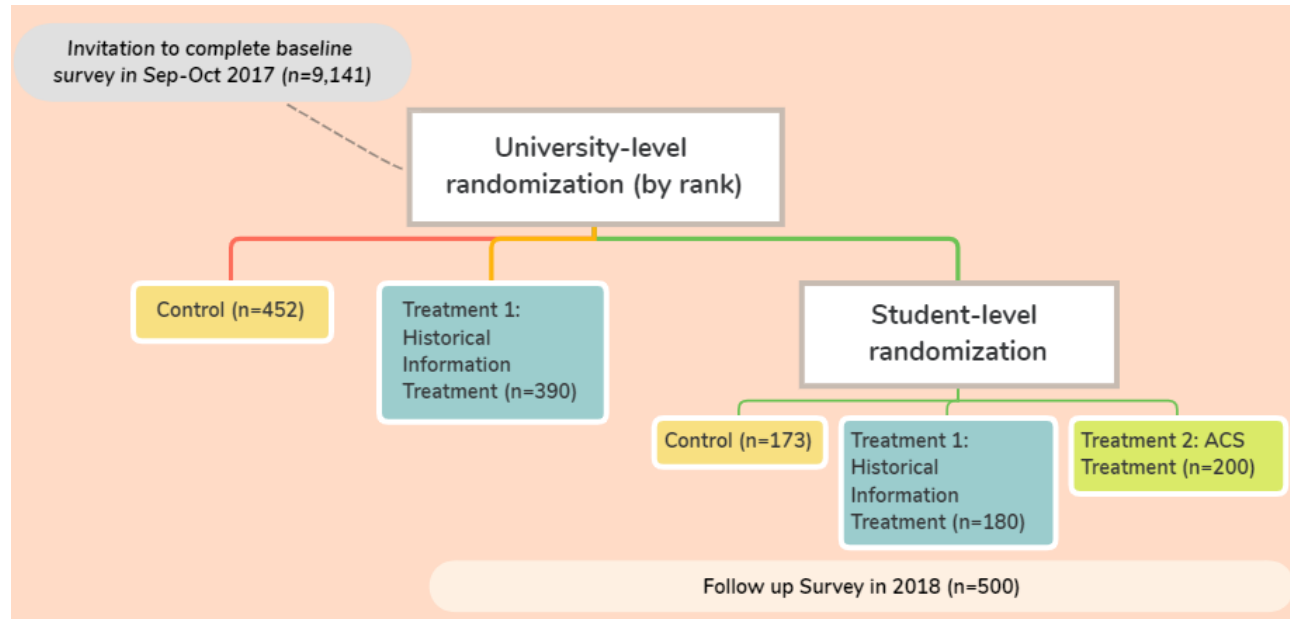 Invitation to complete baseline
survey in Sep-Oct 2017 (n=9,141)
University-level
randomization (by rank)
Control (n=452)
Treatment 1:
Historical
Information
Treatment (n=390)
Student-level
randomization
Control (n=173)
Treatment 1:
Historical
Information
Treatment (n=180)
Treatment 2: ACS
Treatment (n=200)
Follow up Survey in 2018 (n=500)